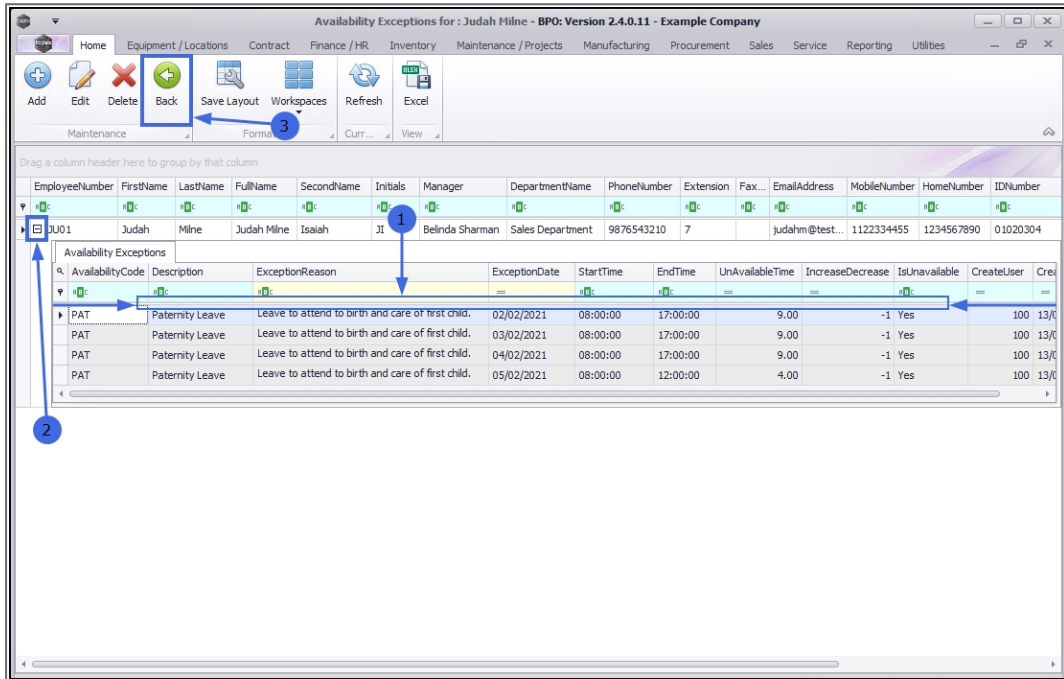 Availability Exceptions for : Judah Milne - BPO: Version 2.4.0.11 - Example Company
Home Equipment / Locations Contract Finance / HR Inventory Maintenance / Projects Manufacturing Procurement Sales Service Reporting Utilities
Add Edit Delete Back Save Layout Workspaces Refresh Excel
3
Maintenance Format Curr... View
Drag a column header here to group by that column
EmployeeNumber FirstName LastName FullName SecondName Initials Manager DepartmentName PhoneNumber Extension Fax... EmailAddress MobileNumber HomeNumber IDNumber
1
JU01 Judah Milne Judah Milne Isaiah JI Belinda Sharman Sales Department 9876543210 7 judahm@test... 1122334455 1234567890 01020304
Availability Exceptions
AvailabilityCode Description ExceptionReason ExceptionDate StartTime EndTime UnAvailableTime IncreaseDecrease IsUnavailable CreateUser Crea
PAT Paternity Leave Leave to attend to birth and care of first child. 02/02/2021 08:00:00 17:00:00 9.00 -1 Yes 100 13/0
PAT Paternity Leave Leave to attend to birth and care of first child. 03/02/2021 08:00:00 17:00:00 9.00 -1 Yes 100 13/0
PAT Paternity Leave Leave to attend to birth and care of first child. 04/02/2021 08:00:00 17:00:00 9.00 -1 Yes 100 13/0
PAT Paternity Leave Leave to attend to birth and care of first child. 05/02/2021 08:00:00 12:00:00 4.00 -1 Yes 100 13/0
2